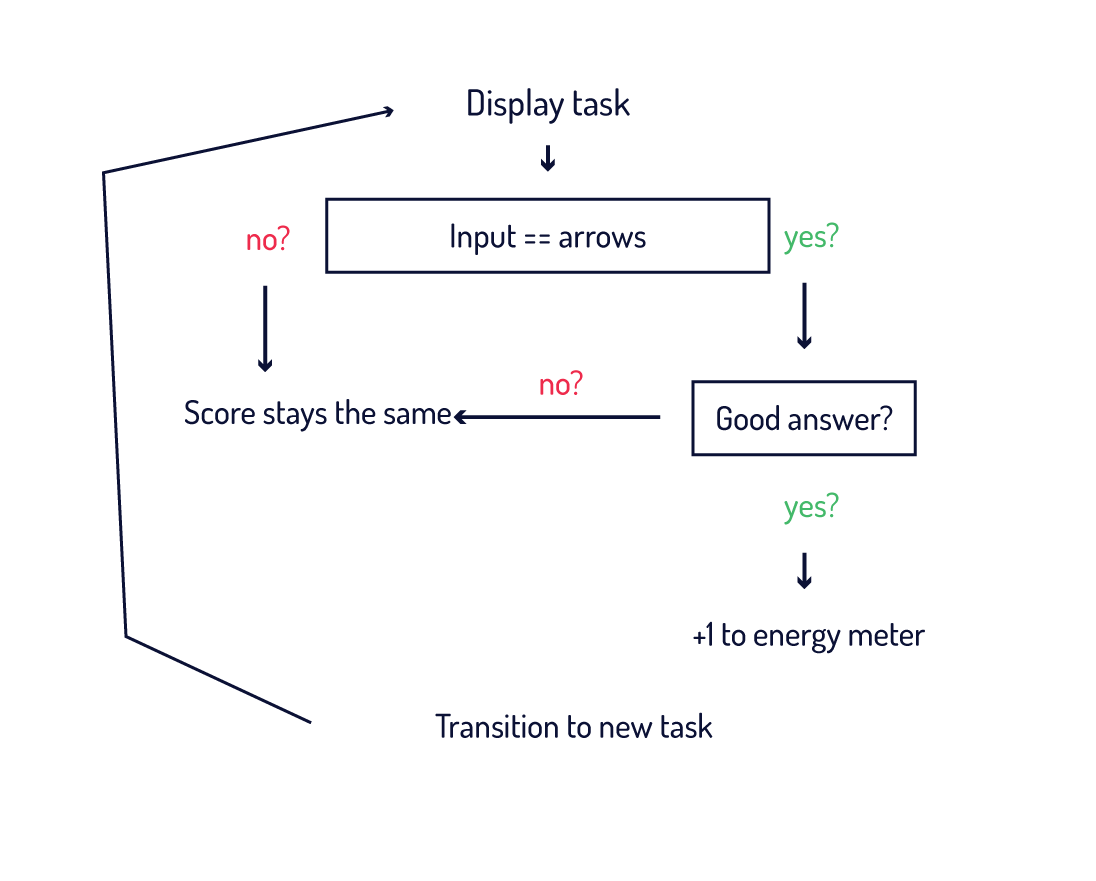 Display task
no?
Input == arrows
yes?
no?
Score stays the same
Good answer?
yes?
+1 to energy meter
Transition to new task